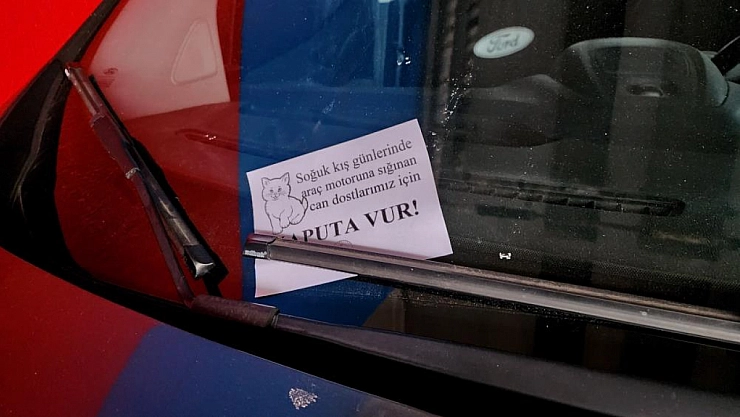 Ford
Soğuk kış günlerinde
araç motoruna sığınan
can dostlarımız için
APUTA VUR!